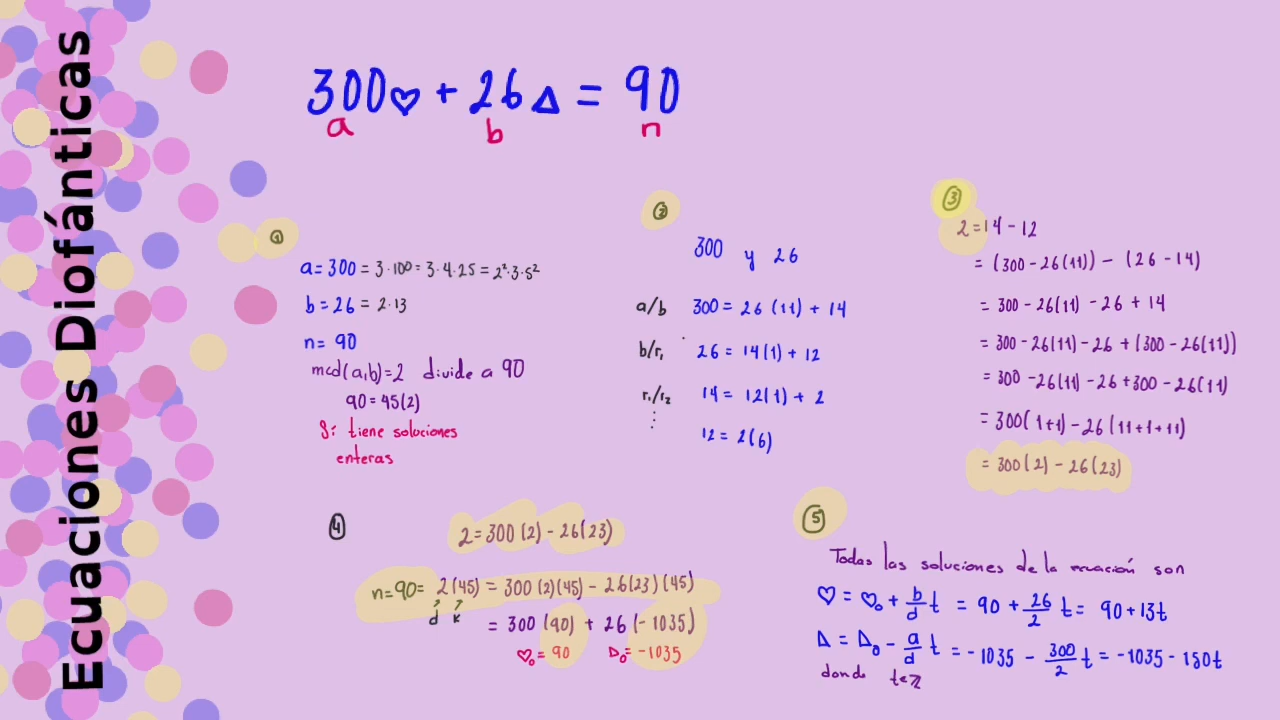 Ecuaciones Diofánticas
300♡ + 26Δ = 90
a b n
①
a = 300 = 3·100 = 3·4·25 = 2²·3·5²
b = 26 = 2·13
n = 90
mcd(a,b)=2 divide a 90
90 = 45(2)
Si tiene soluciones
enteras
②
300 y 26
a/b 300 = 26 (11) + 14
b/r₁ 26 = 14(1) + 12
r₁/r₂ 14 = 12(1) + 2
⋮ 12 = 2(6)
③
2 = 14 - 12
= (300 - 26(11)) - (26 - 14)
= 300 - 26(11) - 26 + 14
= 300 - 26(11) - 26 + (300 - 26(11))
= 300 - 26(11) - 26 + 300 - 26(11)
= 300(1+1) - 26(11+1+11)
= 300(2) - 26(23)
④
2 = 300(2) - 26(23)
n = 90 = 2(45) = 300(2)(45) - 26(23)(45)
d k
= 300 (90) + 26 (-1035)
♡₀ = 90 Δ₀ = -1035
⑤
Todas las soluciones de la ecuación son
♡ = ♡₀ + b/d t = 90 + 26/2 t = 90 + 13t
Δ = Δ₀ - a/d t = -1035 - 300/2 t = -1035 - 150t
donde t∈ℤ